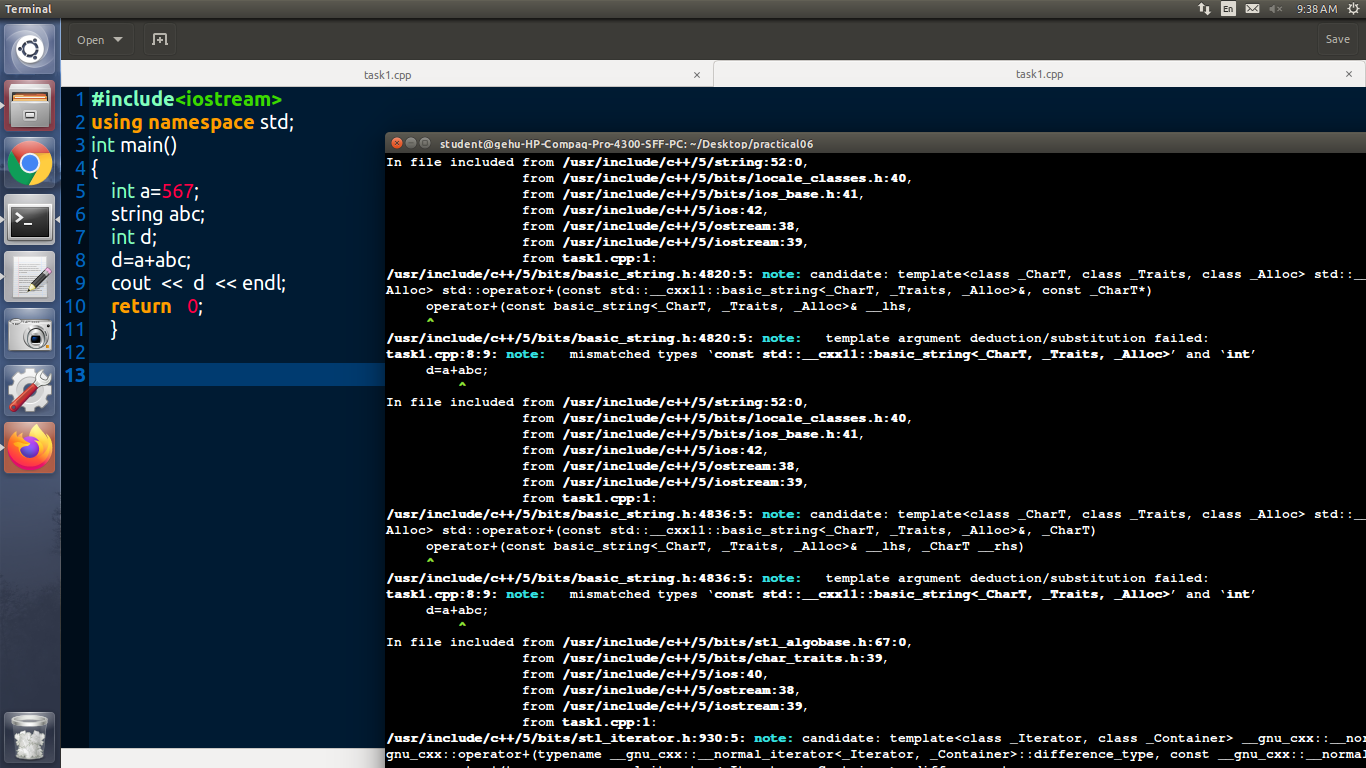 Terminal
En
9:38 AM
Open
Save
task1.cpp
task1.cpp
1 #include<iostream>
2 using namespace std;
3 int main()
4 {
5 int a=567;
6 string abc;
7 int d;
8 d=a+abc;
9 cout << d << endl;
10 return 0;
11 }
12
13
student@gehu-HP-Compaq-Pro-4300-SFF-PC: ~/Desktop/practical06
In file included from /usr/include/c++/5/string:52:0,
from /usr/include/c++/5/bits/locale_classes.h:40,
from /usr/include/c++/5/bits/ios_base.h:41,
from /usr/include/c++/5/ios:42,
from /usr/include/c++/5/ostream:38,
from /usr/include/c++/5/iostream:39,
from task1.cpp:1:
/usr/include/c++/5/bits/basic_string.h:4820:5: note: candidate: template<class _CharT, class _Traits, class _Alloc> std::__
Alloc> std::operator+(const std::__cxx11::basic_string<_CharT, _Traits, _Alloc>&, const _CharT*)
operator+(const basic_string<_CharT, _Traits, _Alloc>& __lhs,
^
/usr/include/c++/5/bits/basic_string.h:4820:5: note: template argument deduction/substitution failed:
task1.cpp:8:9: note: mismatched types ‘const std::__cxx11::basic_string<_CharT, _Traits, _Alloc>’ and ‘int’
d=a+abc;
^
In file included from /usr/include/c++/5/string:52:0,
from /usr/include/c++/5/bits/locale_classes.h:40,
from /usr/include/c++/5/bits/ios_base.h:41,
from /usr/include/c++/5/ios:42,
from /usr/include/c++/5/ostream:38,
from /usr/include/c++/5/iostream:39,
from task1.cpp:1:
/usr/include/c++/5/bits/basic_string.h:4836:5: note: candidate: template<class _CharT, class _Traits, class _Alloc> std::__
Alloc> std::operator+(const std::__cxx11::basic_string<_CharT, _Traits, _Alloc>&, _CharT)
operator+(const basic_string<_CharT, _Traits, _Alloc>& __lhs, _CharT __rhs)
^
/usr/include/c++/5/bits/basic_string.h:4836:5: note: template argument deduction/substitution failed:
task1.cpp:8:9: note: mismatched types ‘const std::__cxx11::basic_string<_CharT, _Traits, _Alloc>’ and ‘int’
d=a+abc;
^
In file included from /usr/include/c++/5/bits/stl_algobase.h:67:0,
from /usr/include/c++/5/bits/char_traits.h:39,
from /usr/include/c++/5/ios:40,
from /usr/include/c++/5/ostream:38,
from /usr/include/c++/5/iostream:39,
from task1.cpp:1:
/usr/include/c++/5/bits/stl_iterator.h:930:5: note: candidate: template<class _Iterator, class _Container> __gnu_cxx::__nor
gnu_cxx::operator+(typename __gnu_cxx::__normal_iterator<_Iterator, _Container>::difference_type, const __gnu_cxx::__normal